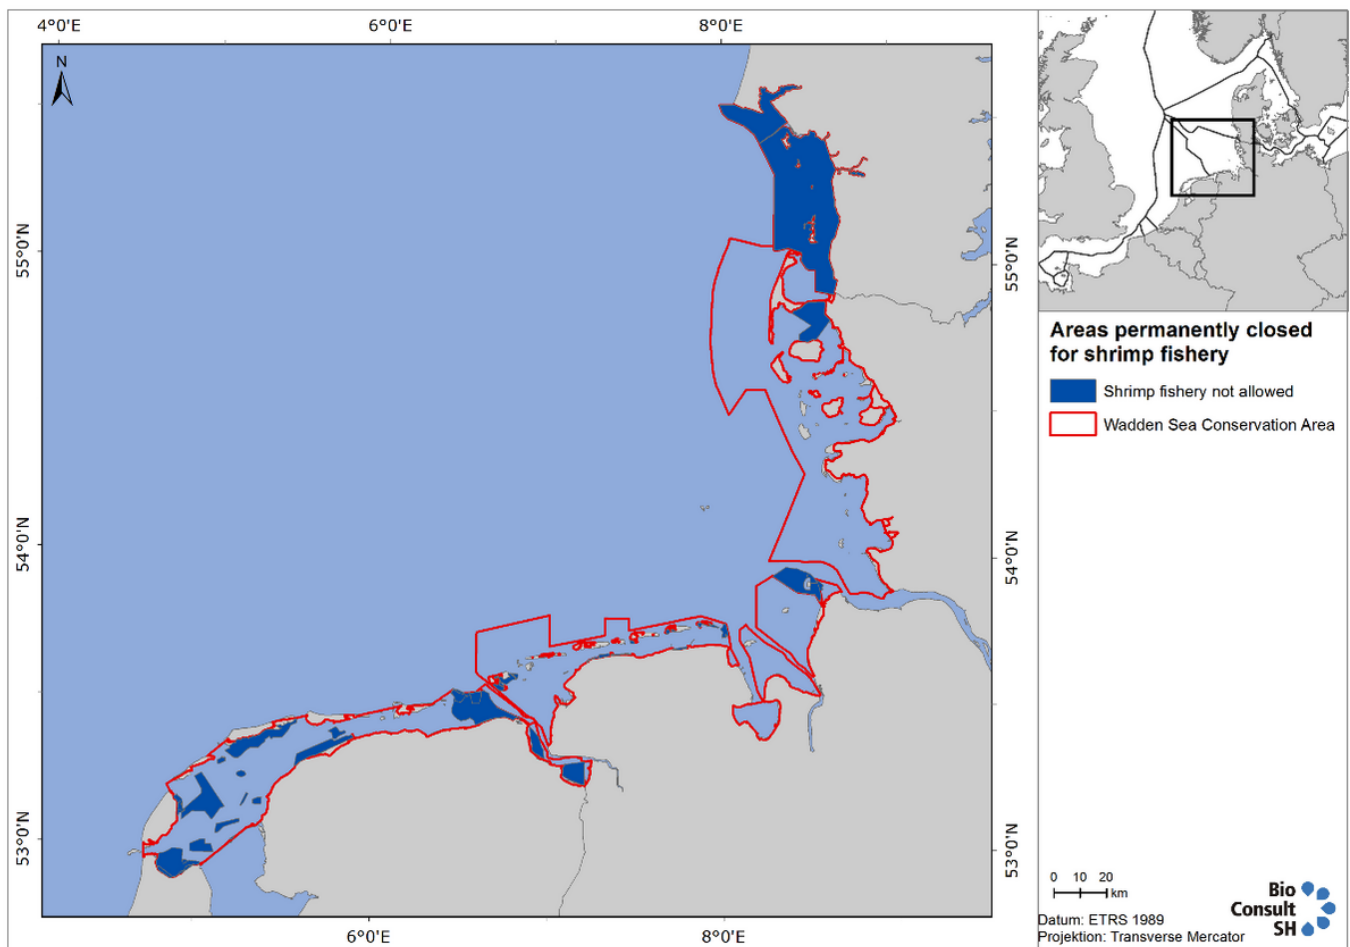 4°0'E 6°0'E 8°0'E
N
55°0'N 55°0'N
54°0'N 54°0'N
53°0'N 53°0'N
6°0'E 8°0'E
Areas permanently closed
for shrimp fishery
Shrimp fishery not allowed
Wadden Sea Conservation Area
0 10 20
km
Datum: ETRS 1989
Projektion: Transverse Mercator
Bio
Consult
SH